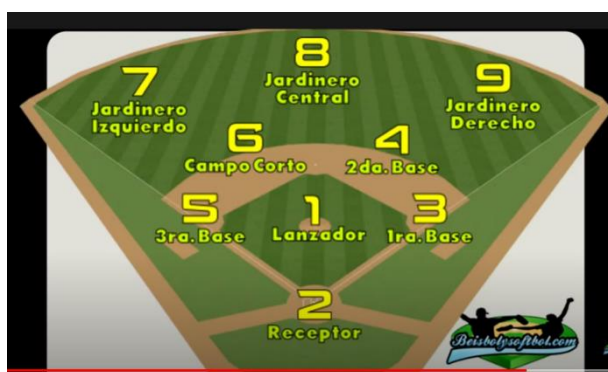 8
Jardinero
Central
7
Jardinero
Izquierdo
9
Jardinero
Derecho
6
Campo Corto
4
2da. Base
5
3ra. Base
1
Lanzador
3
1ra. Base
2
Receptor
Beisbolysoftbol.com